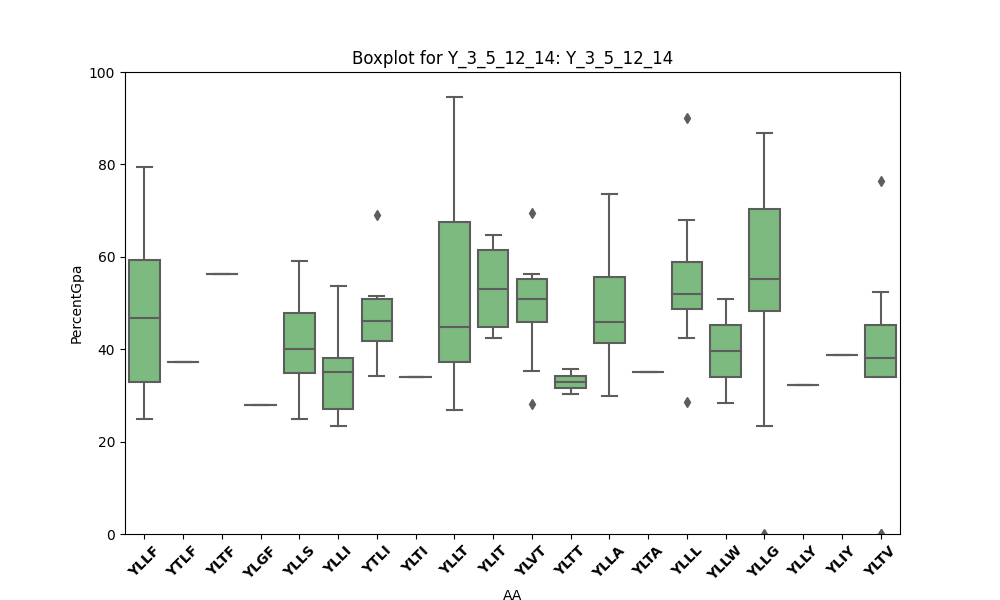 Boxplot for Y_3_5_12_14: Y_3_5_12_14
100
80
60
40
20
0
PercentGpa
YLLF YTLF YLTF YLGF YLLS YLLI YTLI YLTI YLLT YLIT YLVT YLTT YLLA YLTA YLLL YLLW YLLG YLLY YLIY YLTV
AA